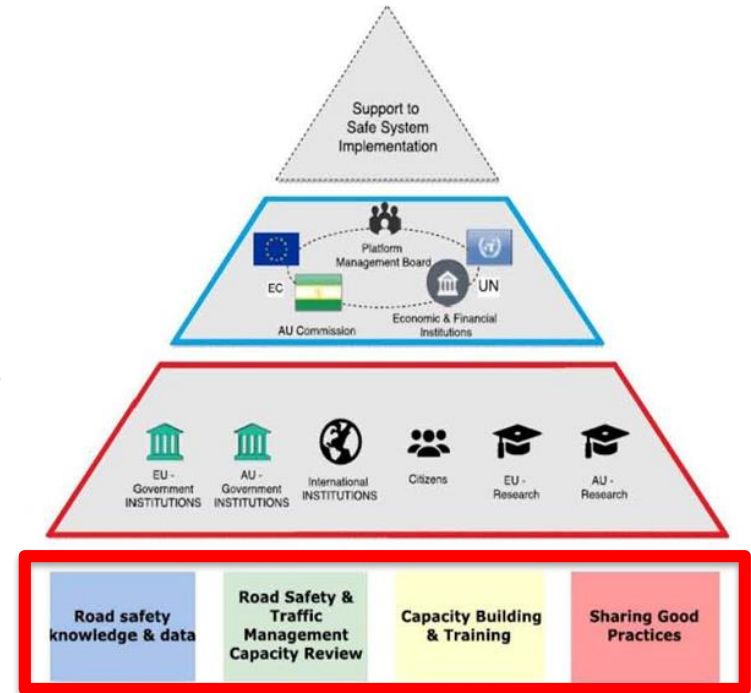 Support to
Safe System
Implementation
Platform
Management Board
EC
UN
AU Commission
Economic & Financial
Institutions
EU -
Government
INSTITUTIONS
AU -
Government
INSTITUTIONS
International
INSTITUTIONS
Citizens
EU -
Research
AU -
Research
Road safety
knowledge & data
Road Safety &
Traffic
Management
Capacity Review
Capacity Building
& Training
Sharing Good
Practices